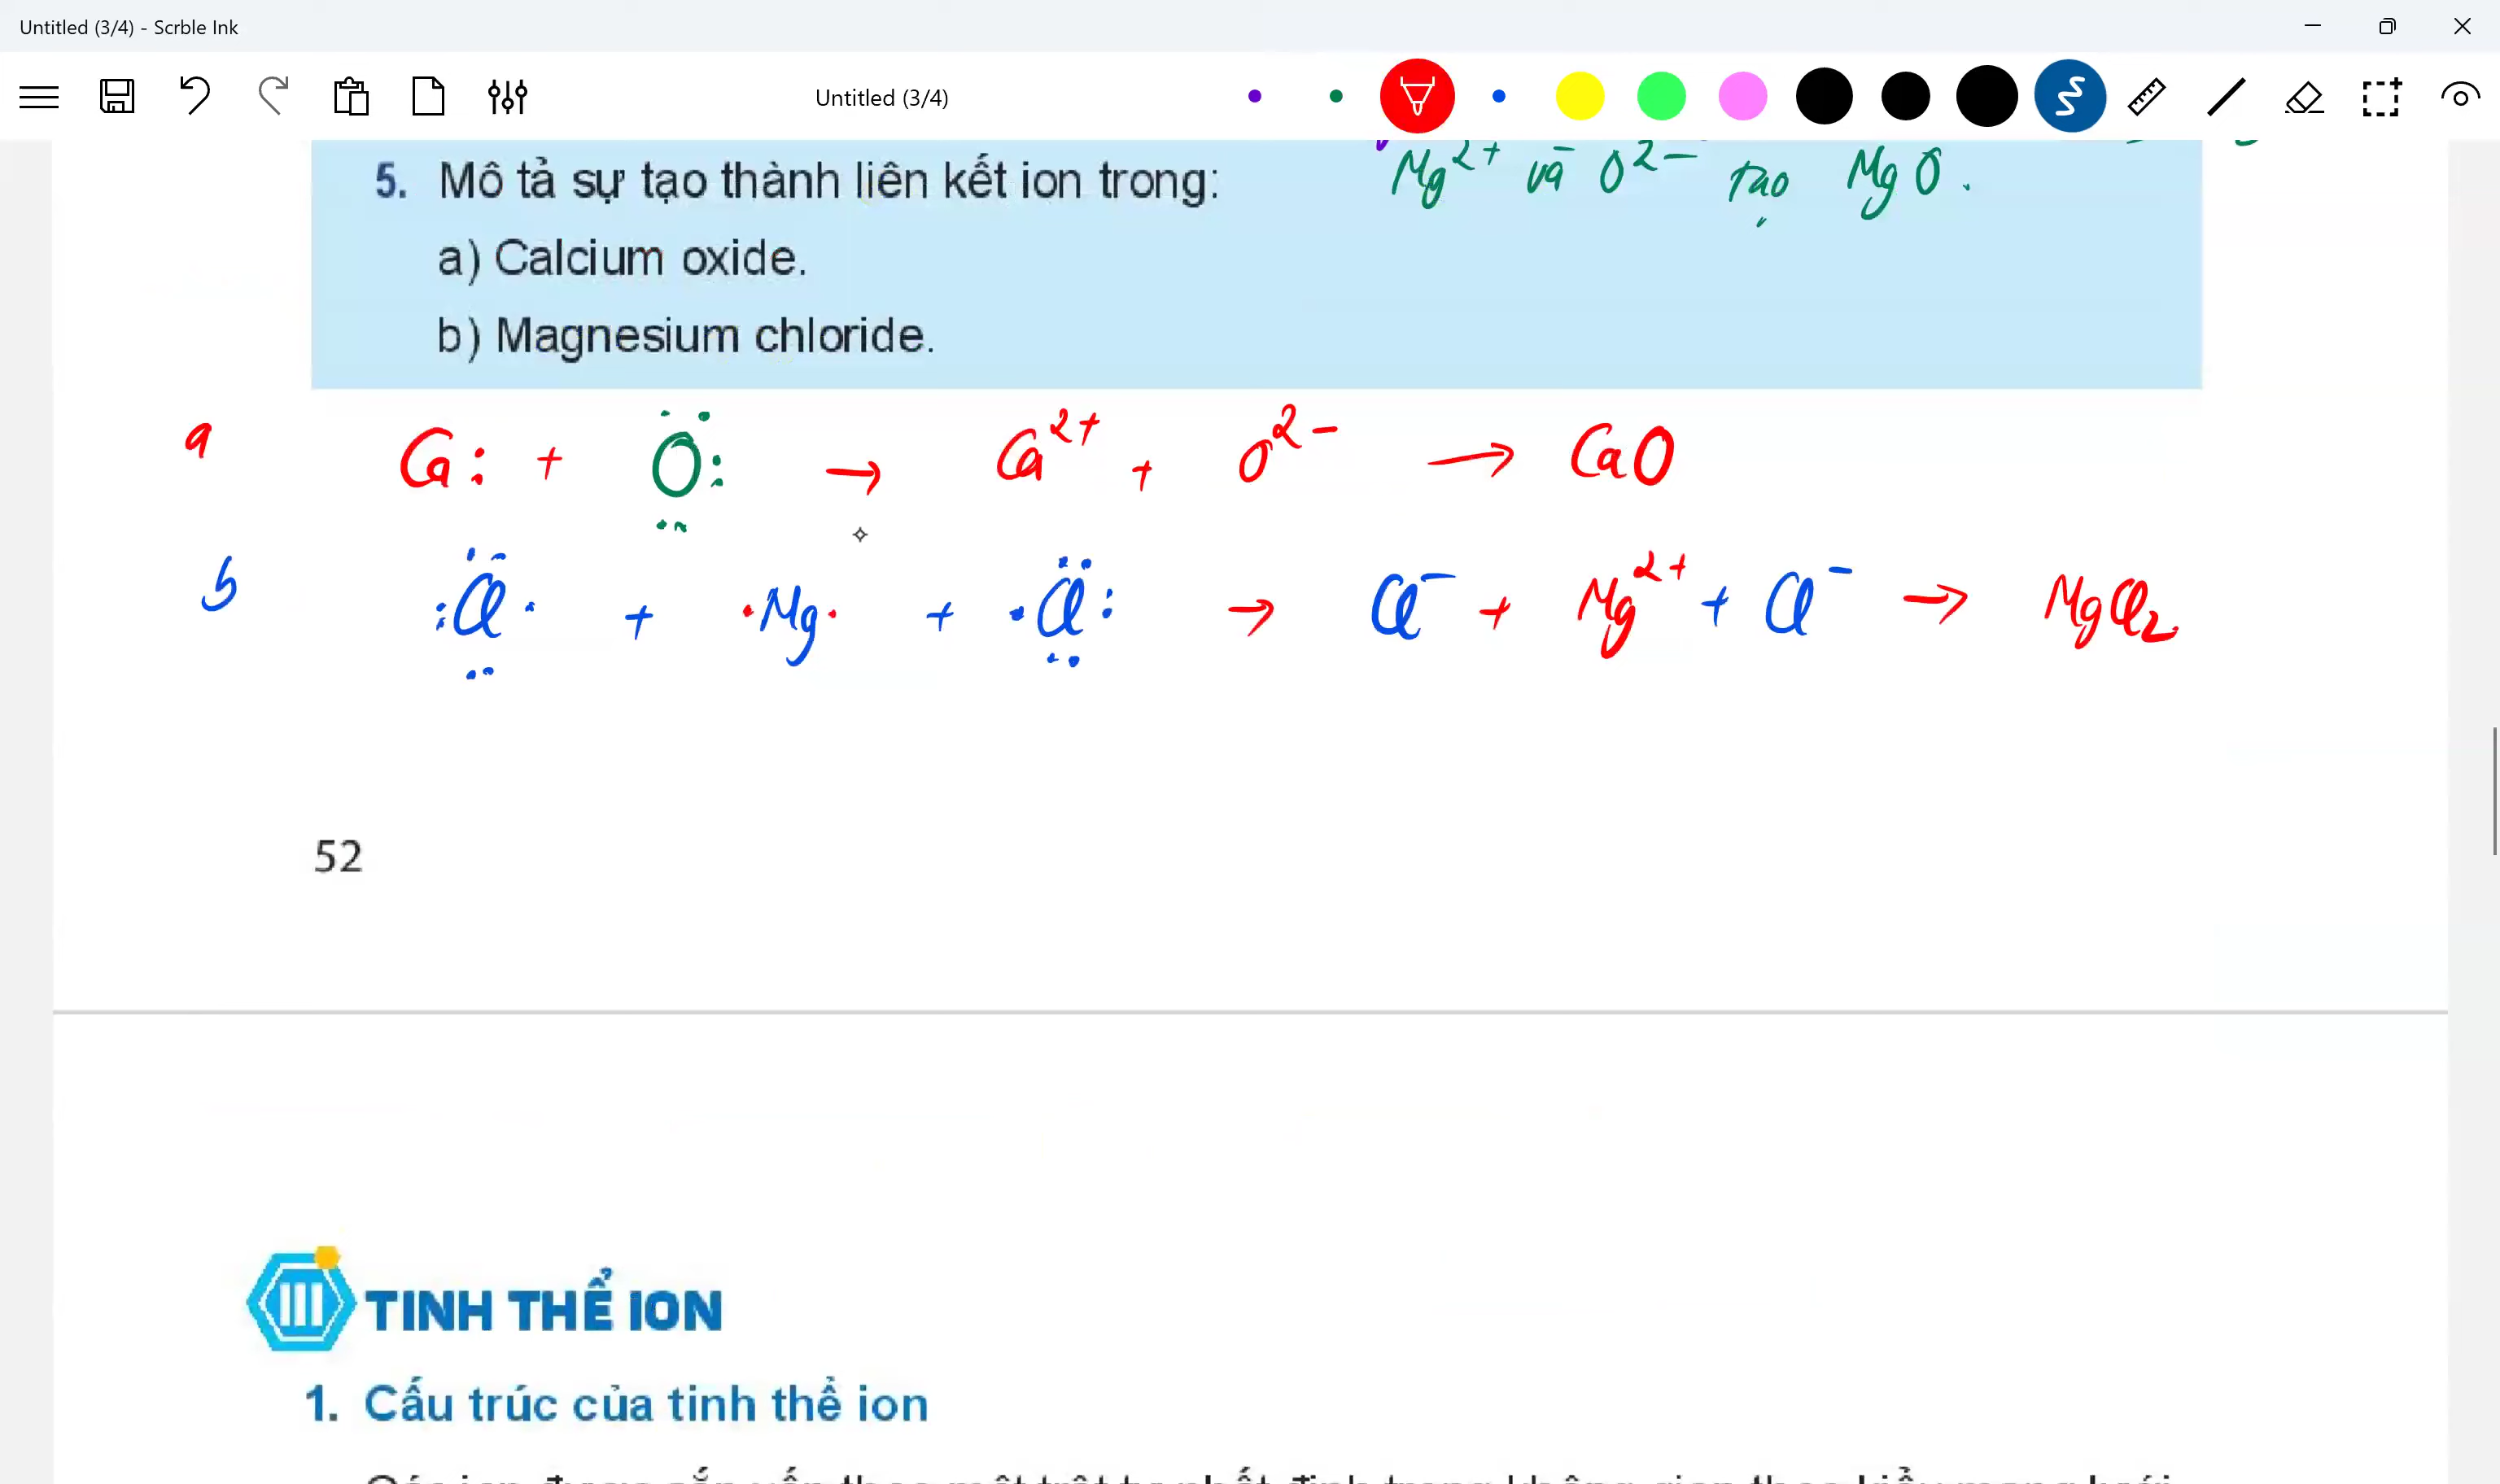 Untitled (3/4) - Scrble Ink
Untitled (3/4)
Mg²⁺ và O²⁻ tạo MgO.
5. Mô tả sự tạo thành liên kết ion trong:
a) Calcium oxide.
b) Magnesium chloride.
a Ca: + O: → Ca²⁺ + O²⁻ → CaO
b :Cl· + ·Mg· + ·Cl: → Cl⁻ + Mg²⁺ + Cl⁻ → MgCl₂
52
III TINH THỂ ION
1. Cấu trúc của tinh thể ion